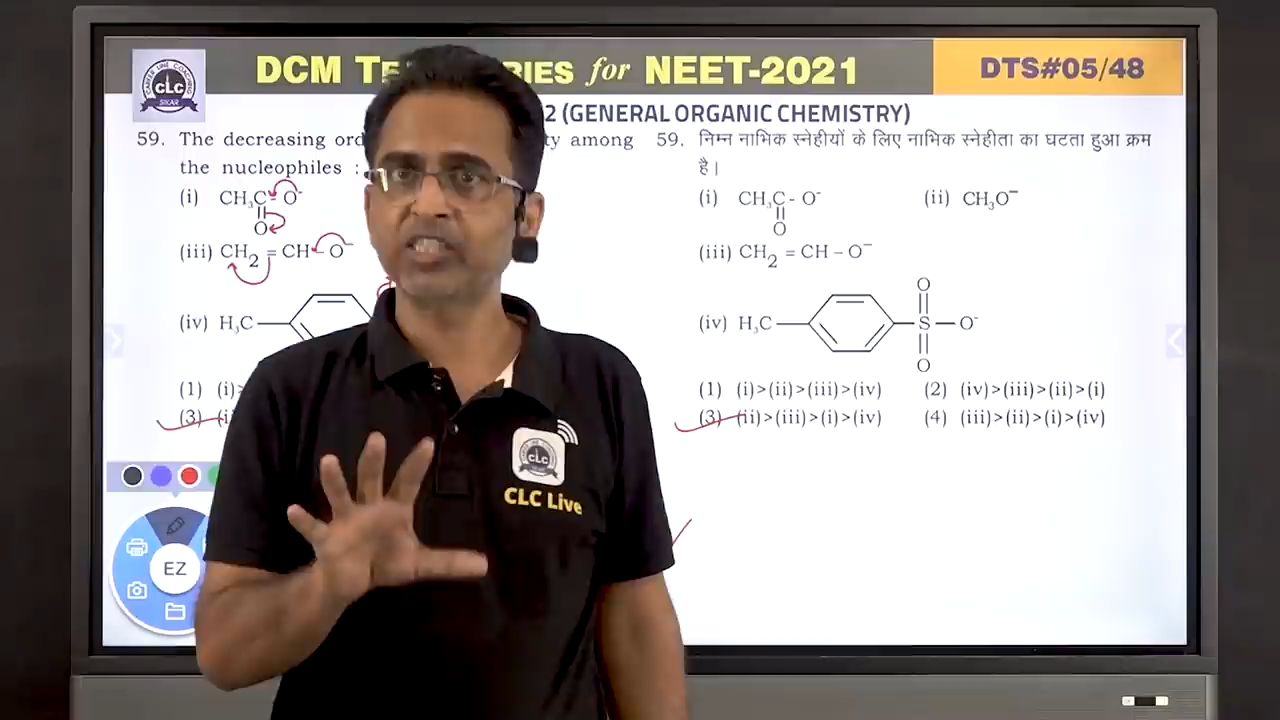 DCM TE RIES for NEET-2021
DTS#05/48
CLC
SIKAR
2 (GENERAL ORGANIC CHEMISTRY)
59. The decreasing ord ty among
the nucleophiles :
(i) CH₃C - O⁻
O
(iii) CH₂ = CH – O⁻
(iv) H₃C
(1) (i)>
(3) (i
59. निम्न नाभिक स्नेहीयों के लिए नाभिक स्नेहीता का घटता हुआ क्रम
है।
(i) CH₃C - O⁻ (ii) CH₃O⁻
O
(iii) CH₂ = CH – O⁻
O
(iv) H₃C S O⁻
O
(1) (i)>(ii)>(iii)>(iv) (2) (iv)>(iii)>(ii)>(i)
(3) (ii)>(iii)>(i)>(iv) (4) (iii)>(ii)>(i)>(iv)
EZ
CLC
CLC Live